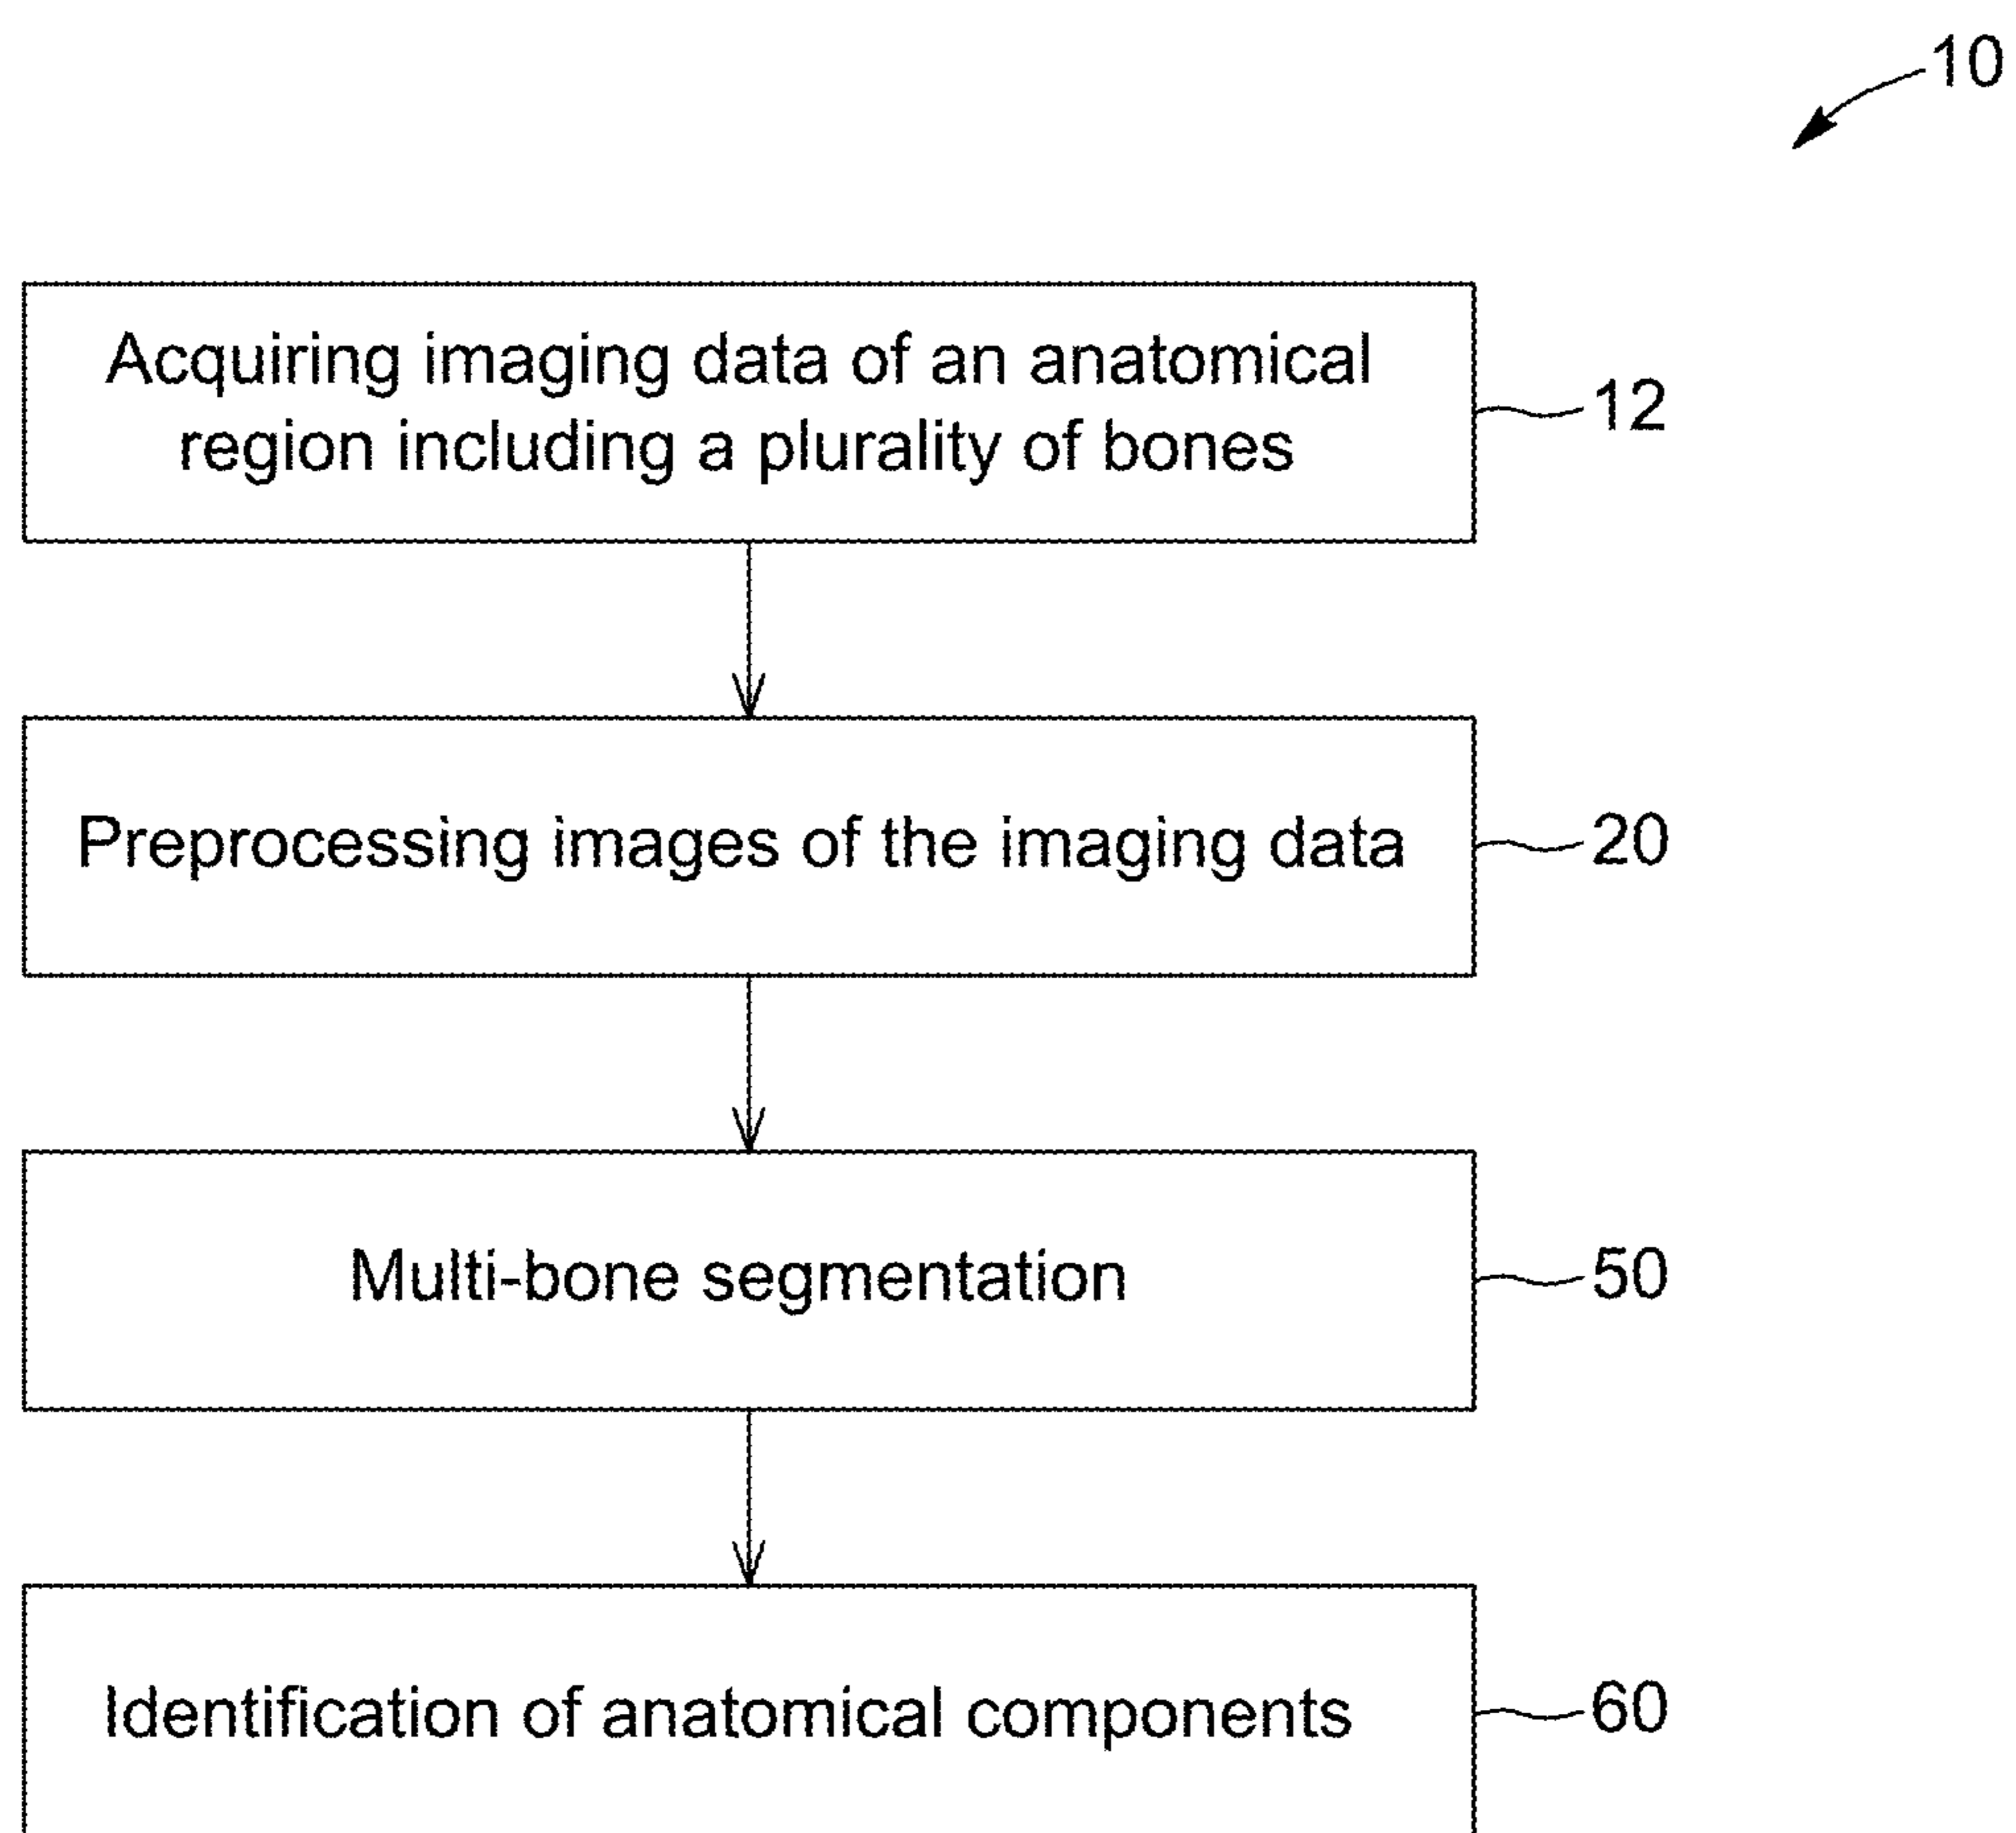 10
Acquiring imaging data of an anatomical
region including a plurality of bones
12
Preprocessing images of the imaging data
20
Multi-bone segmentation
50
Identification of anatomical components
60